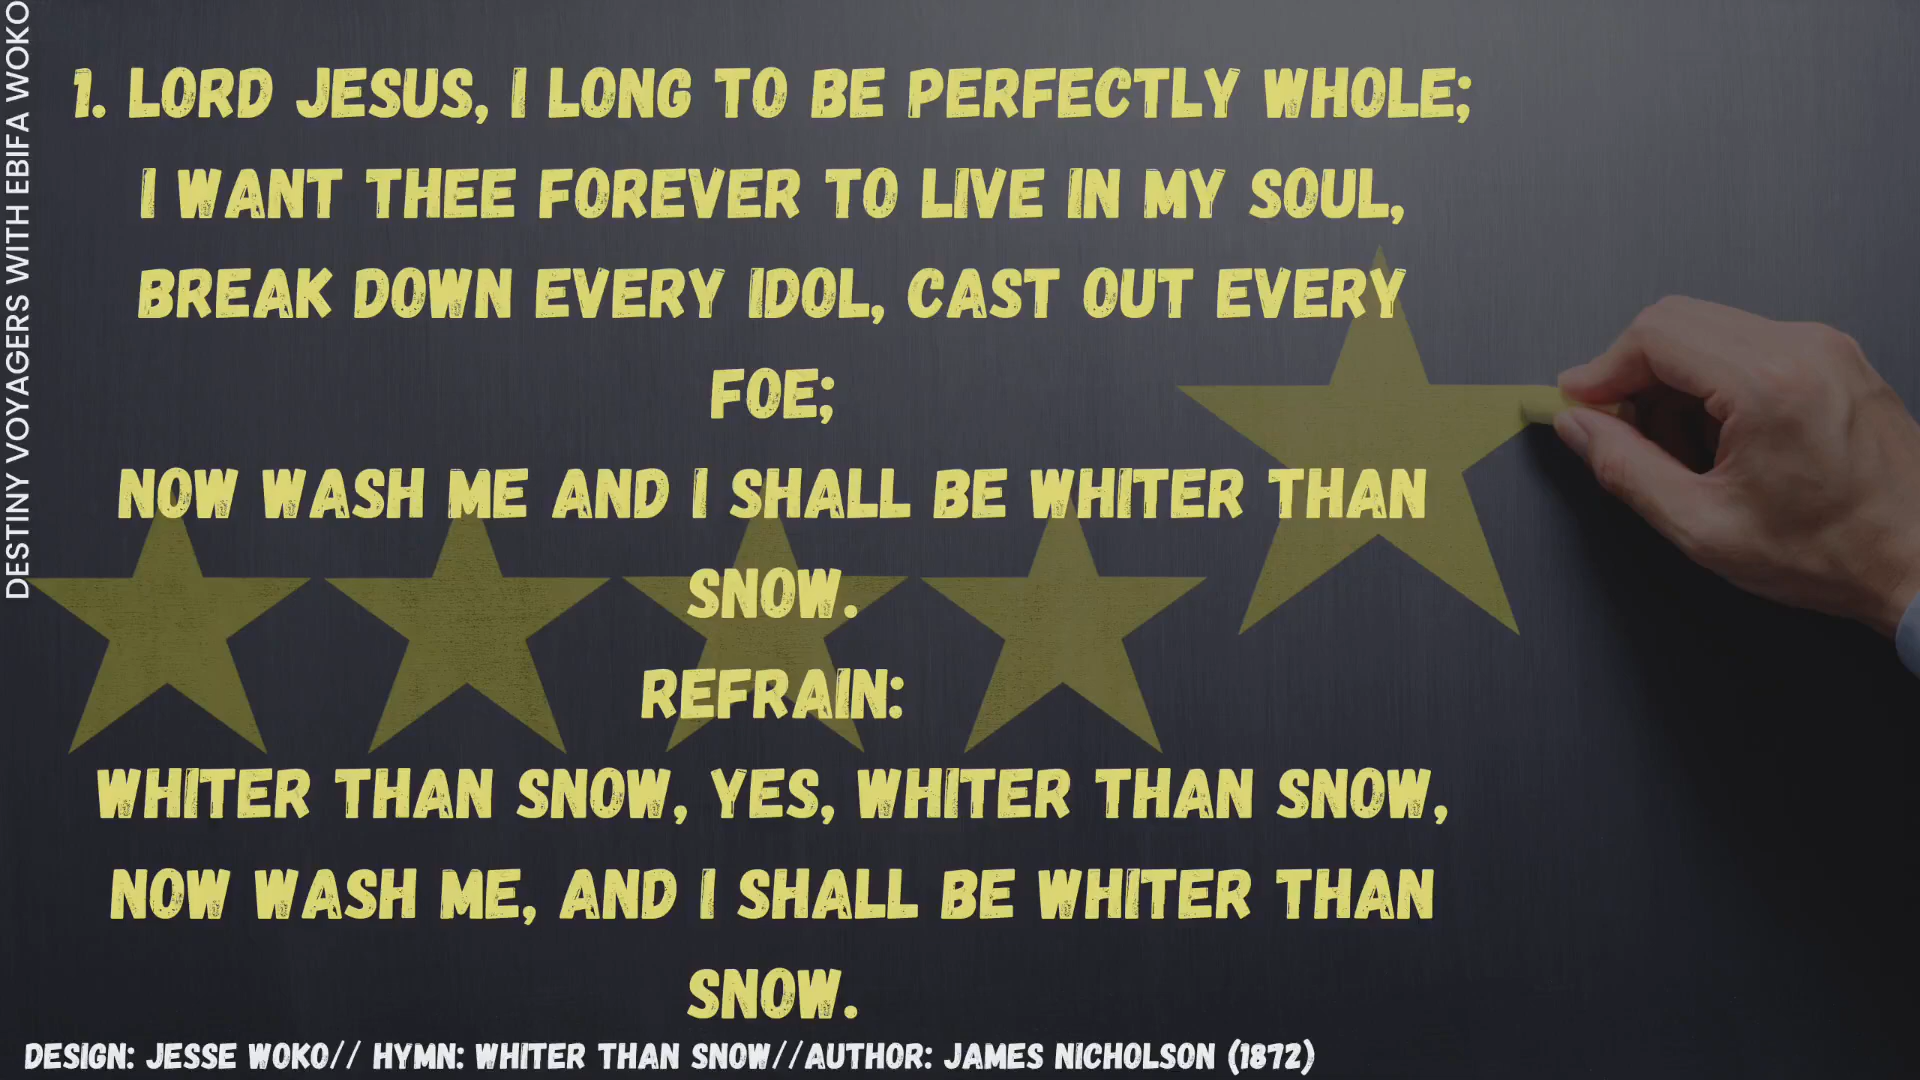 DESTINY VOYAGERS WITH EBIFA WOKO
1. LORD JESUS, I LONG TO BE PERFECTLY WHOLE;
I WANT THEE FOREVER TO LIVE IN MY SOUL,
BREAK DOWN EVERY IDOL, CAST OUT EVERY
FOE;
NOW WASH ME AND I SHALL BE WHITER THAN
SNOW.
REFRAIN:
WHITER THAN SNOW, YES, WHITER THAN SNOW,
NOW WASH ME, AND I SHALL BE WHITER THAN
SNOW.
DESIGN: JESSE WOKO// HYMN: WHITER THAN SNOW//AUTHOR: JAMES NICHOLSON (1872)